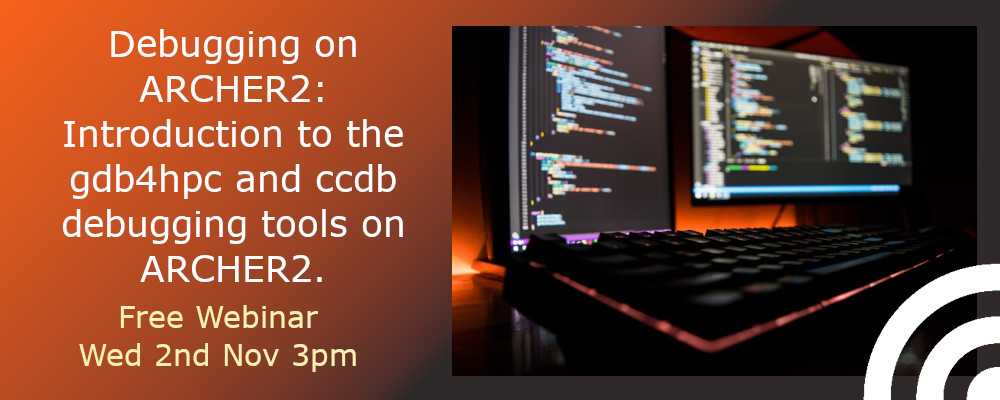 Debugging on
ARCHER2:
Introduction to the
gdb4hpc and ccdb
debugging tools on
ARCHER2.
Free Webinar
Wed 2nd Nov 3pm